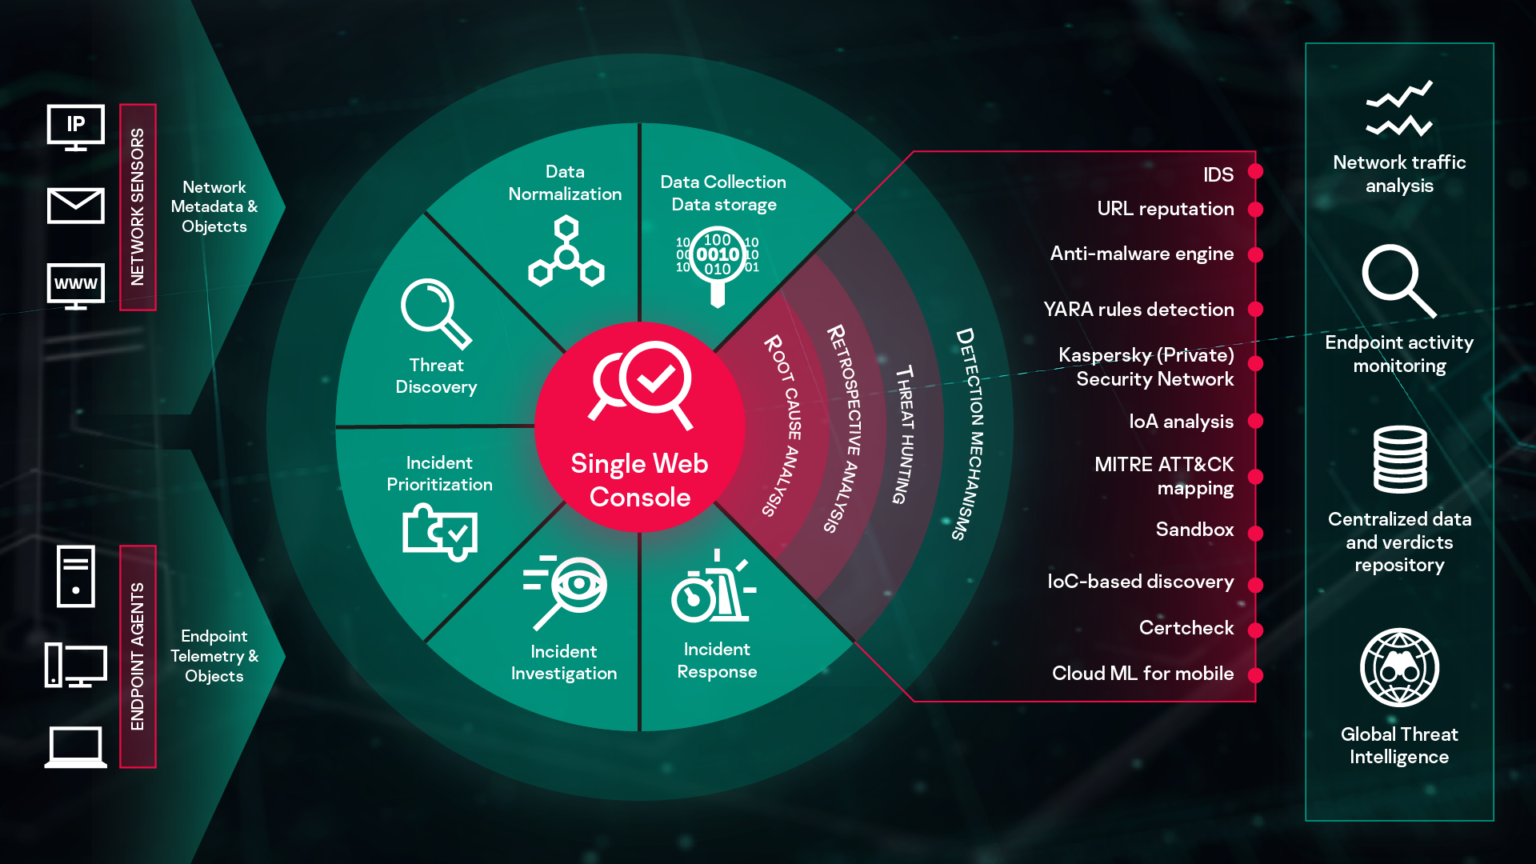 IP
WWW
NETWORK SENSORS
Network
Metadata &
Objetcts
ENDPOINT AGENTS
Endpoint
Telemetry &
Objects
Data
Normalization
Data Collection
Data storage
10 100 10
00 0010 10
10 010 01
Threat
Discovery
Incident
Prioritization
Incident
Investigation
Incident
Response
Single Web
Console
ROOT CAUSE ANALYSIS
RETROSPECTIVE ANALYSIS
THREAT HUNTING
DETECTION MECHANISMS
IDS
URL reputation
Anti-malware engine
YARA rules detection
Kaspersky (Private)
Security Network
IoA analysis
MITRE ATT&CK
mapping
Sandbox
IoC-based discovery
Certcheck
Cloud ML for mobile
Network traffic
analysis
Endpoint activity
monitoring
Centralized data
and verdicts
repository
Global Threat
Intelligence